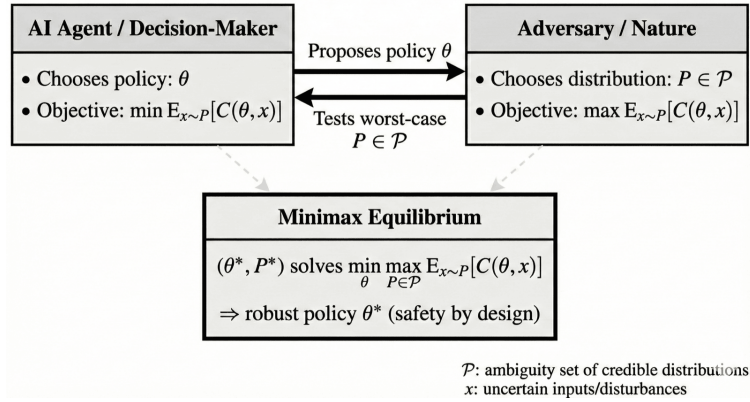 AI Agent / Decision-Maker
• Chooses policy: θ
• Objective: min E_{x∼P}[C(θ, x)]
Proposes policy θ
Tests worst-case
P ∈ 𝒫
Adversary / Nature
• Chooses distribution: P ∈ 𝒫
• Objective: max E_{x∼P}[C(θ, x)]
Minimax Equilibrium
(θ*, P*) solves min_θ max_{P∈𝒫} E_{x∼P}[C(θ, x)]
⇒ robust policy θ* (safety by design)
𝒫: ambiguity set of credible distributions
x: uncertain inputs/disturbances